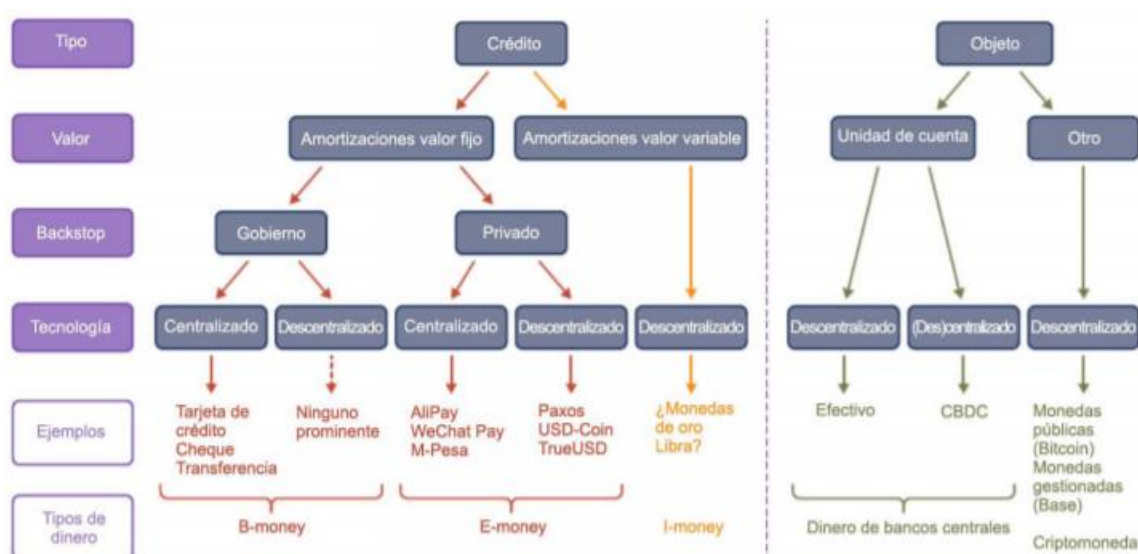 Tipo
Crédito
Objeto
Valor
Amortizaciones valor fijo
Amortizaciones valor variable
Unidad de cuenta
Otro
Backstop
Gobierno
Privado
Tecnología
Centralizado
Descentralizado
Centralizado
Descentralizado
Descentralizado
Descentralizado
(Des)centralizado
Descentralizado
Ejemplos
Tarjeta de
crédito
Cheque
Transferencia
Ninguno
prominente
AliPay
WeChat Pay
M-Pesa
Paxos
USD-Coin
TrueUSD
¿Monedas
de oro
Libra?
Efectivo
CBDC
Monedas
públicas
(Bitcoin)
Monedas
gestionadas
(Base)
Tipos de
dinero
B-money
E-money
I-money
Dinero de bancos centrales
Criptomoneda